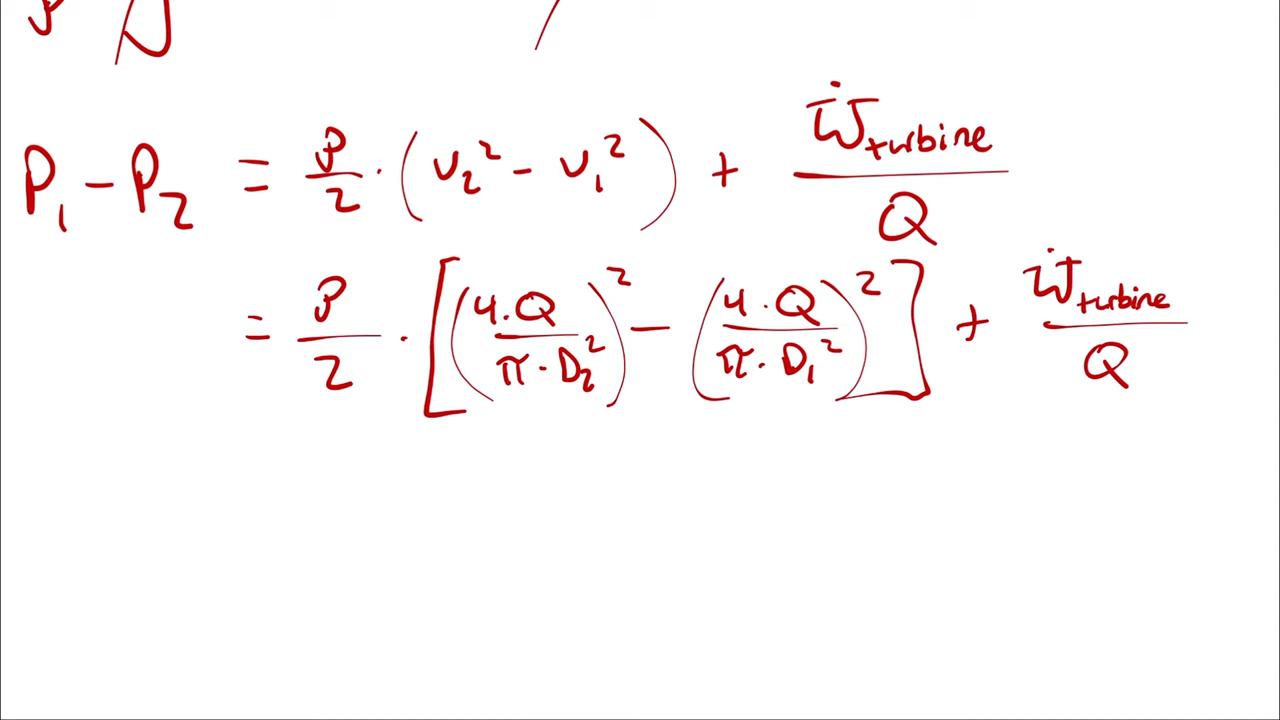 P₁ - P₂ = ρ/2 · (v₂² - v₁²) + Ẇturbine/Q
= ρ/2 · [(4·Q/π·D₂²)² - (4·Q/π·D₁²)²] + Ẇturbine/Q